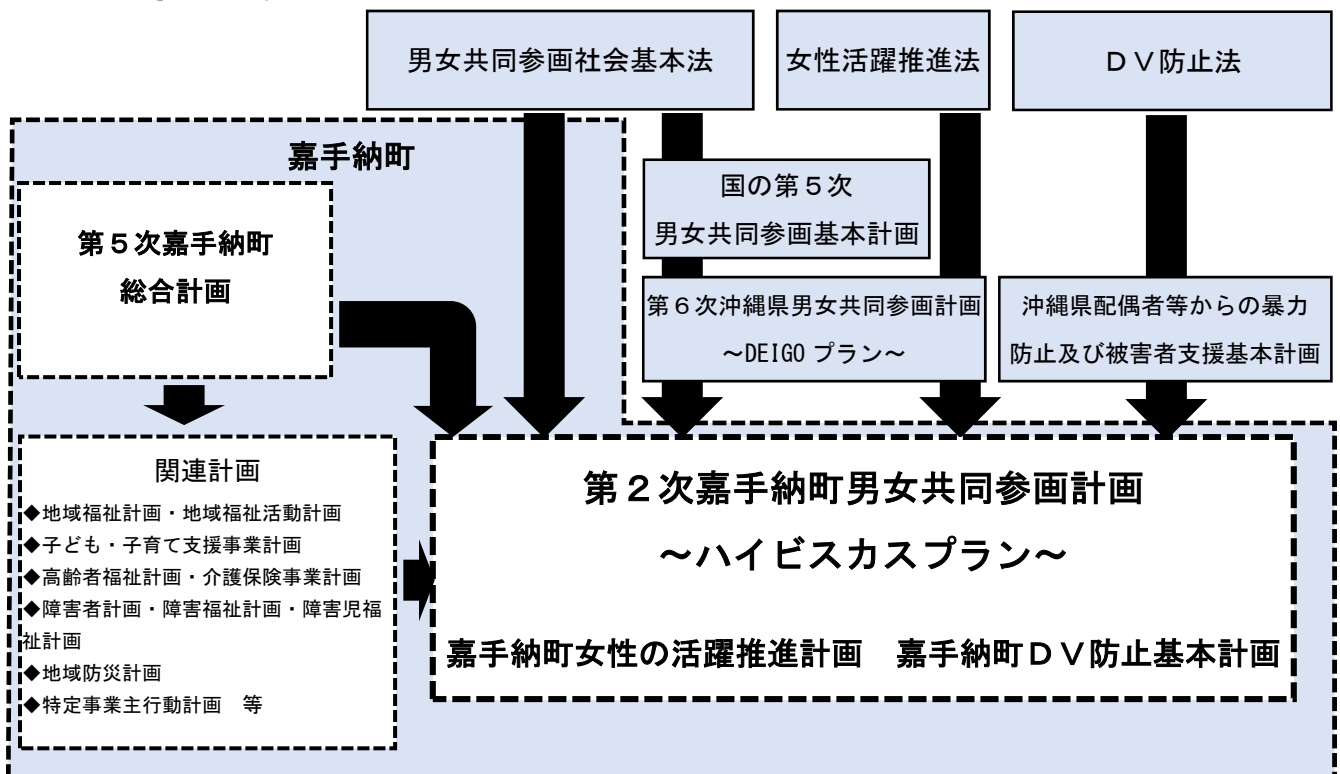 男女共同参画社会基本法
女性活躍推進法
ＤＶ防止法
嘉手納町
国の第５次
男女共同参画基本計画
第５次嘉手納町
総合計画
第６次沖縄県男女共同参画計画
～DEIGO プラン～
沖縄県配偶者等からの暴力
防止及び被害者支援基本計画
関連計画
◆地域福祉計画・地域福祉活動計画
◆子ども・子育て支援事業計画
◆高齢者福祉計画・介護保険事業計画
◆障害者計画・障害福祉計画・障害児福
祉計画
◆地域防災計画
◆特定事業主行動計画　等
第２次嘉手納町男女共同参画計画
～ハイビスカスプラン～
嘉手納町女性の活躍推進計画　嘉手納町ＤＶ防止基本計画